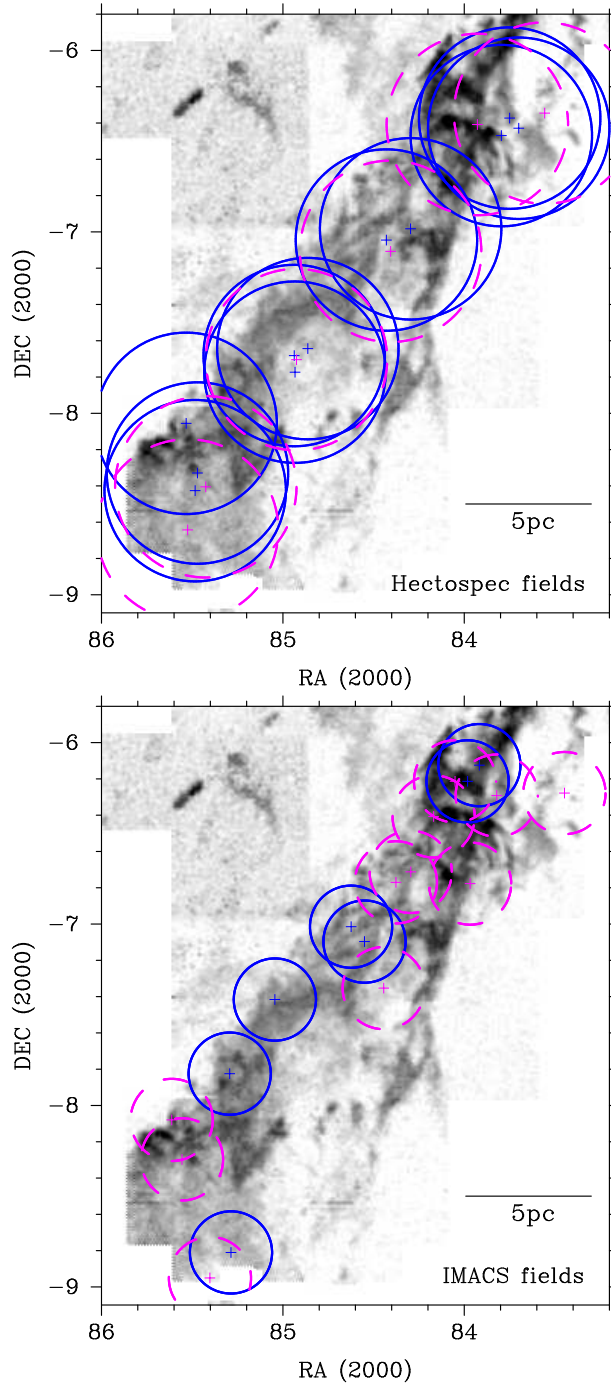 −6
−7
−8
−9
DEC (2000)
5pc
Hectospec fields
86
85
84
RA (2000)
−6
−7
−8
−9
DEC (2000)
5pc
IMACS fields
86
85
84
RA (2000)